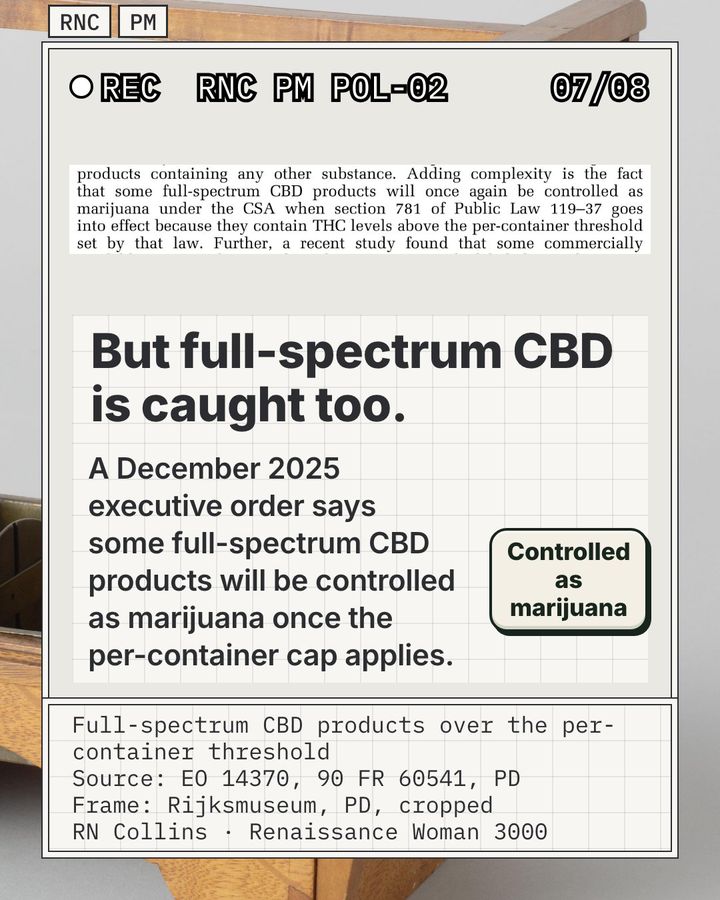 RNC PM
REC RNC PM POL-02 07/08
products containing any other substance. Adding complexity is the fact
that some full-spectrum CBD products will once again be controlled as
marijuana under the CSA when section 781 of Public Law 119–37 goes
into effect because they contain THC levels above the per-container threshold
set by that law. Further, a recent study found that some commercially
But full-spectrum CBD
is caught too.
A December 2025
executive order says
some full-spectrum CBD
products will be controlled
as marijuana once the
per-container cap applies.
Controlled
as
marijuana
Full-spectrum CBD products over the per-
container threshold
Source: EO 14370, 90 FR 60541, PD
Frame: Rijksmuseum, PD, cropped
RN Collins · Renaissance Woman 3000